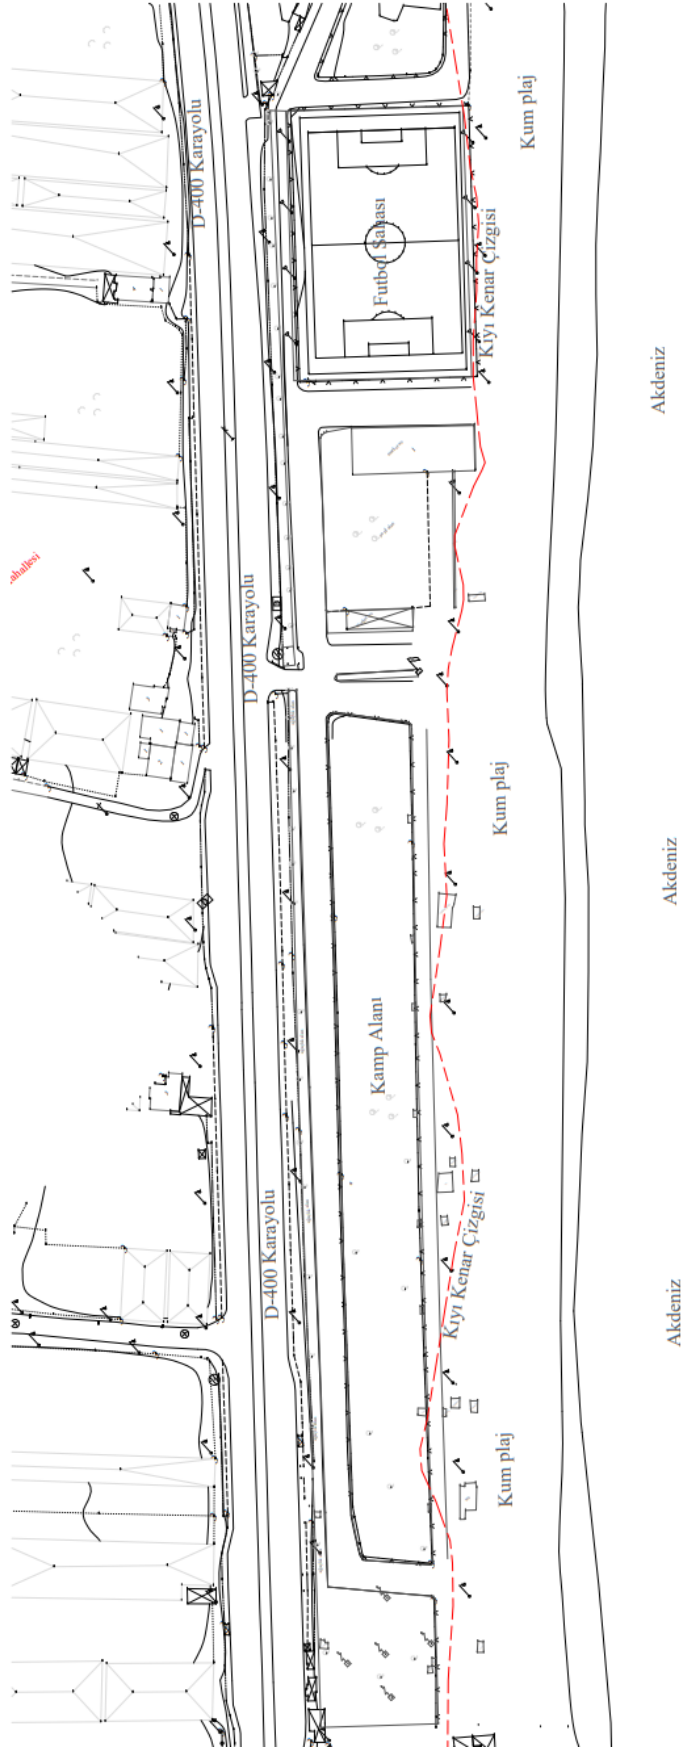 Kum plaj
D-400 Karayolu
Futbol Sahası
Kıyı Kenar Çizgisi
Akdeniz
ahallesi
D-400 Karayolu
Kum plaj
Akdeniz
Kamp Alanı
D-400 Karayolu
Kıyı Kenar Çizgisi
Akdeniz
Kum plaj